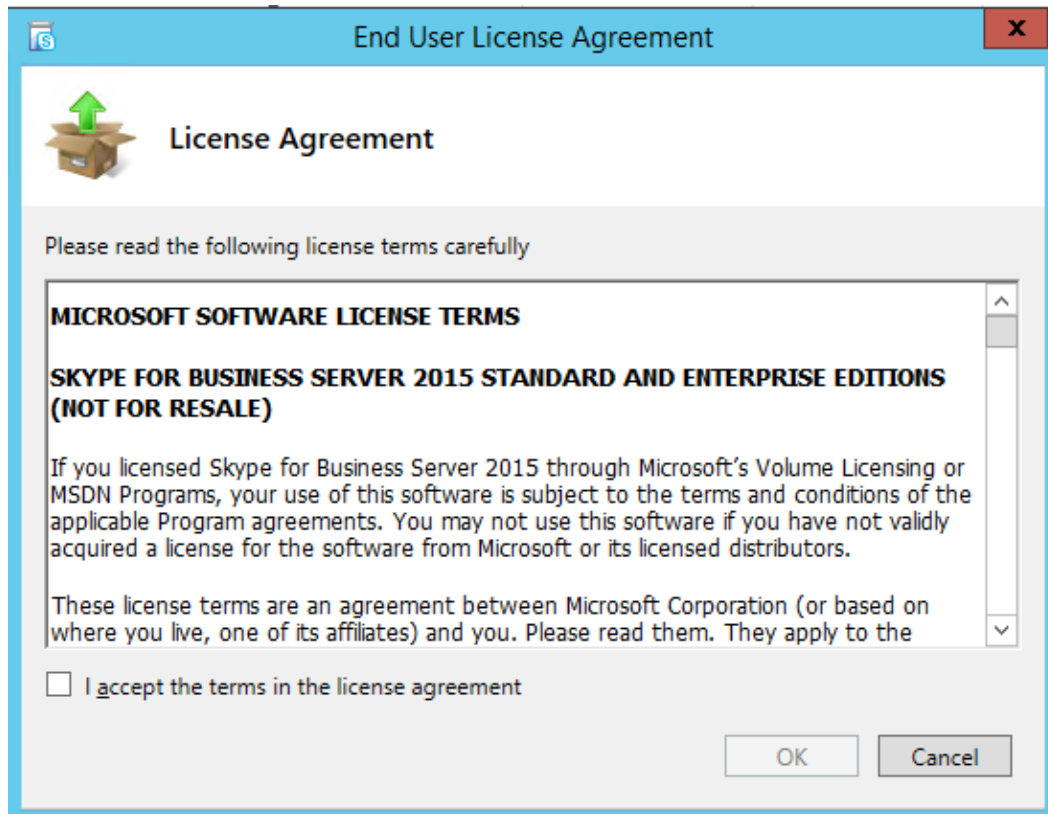 End User License Agreement
x
License Agreement
Please read the following license terms carefully
MICROSOFT SOFTWARE LICENSE TERMS
SKYPE FOR BUSINESS SERVER 2015 STANDARD AND ENTERPRISE EDITIONS
(NOT FOR RESALE)
If you licensed Skype for Business Server 2015 through Microsoft's Volume Licensing or
MSDN Programs, your use of this software is subject to the terms and conditions of the
applicable Program agreements. You may not use this software if you have not validly
acquired a license for the software from Microsoft or its licensed distributors.
These license terms are an agreement between Microsoft Corporation (or based on
where you live, one of its affiliates) and you. Please read them. They apply to the
I accept the terms in the license agreement
OK
Cancel